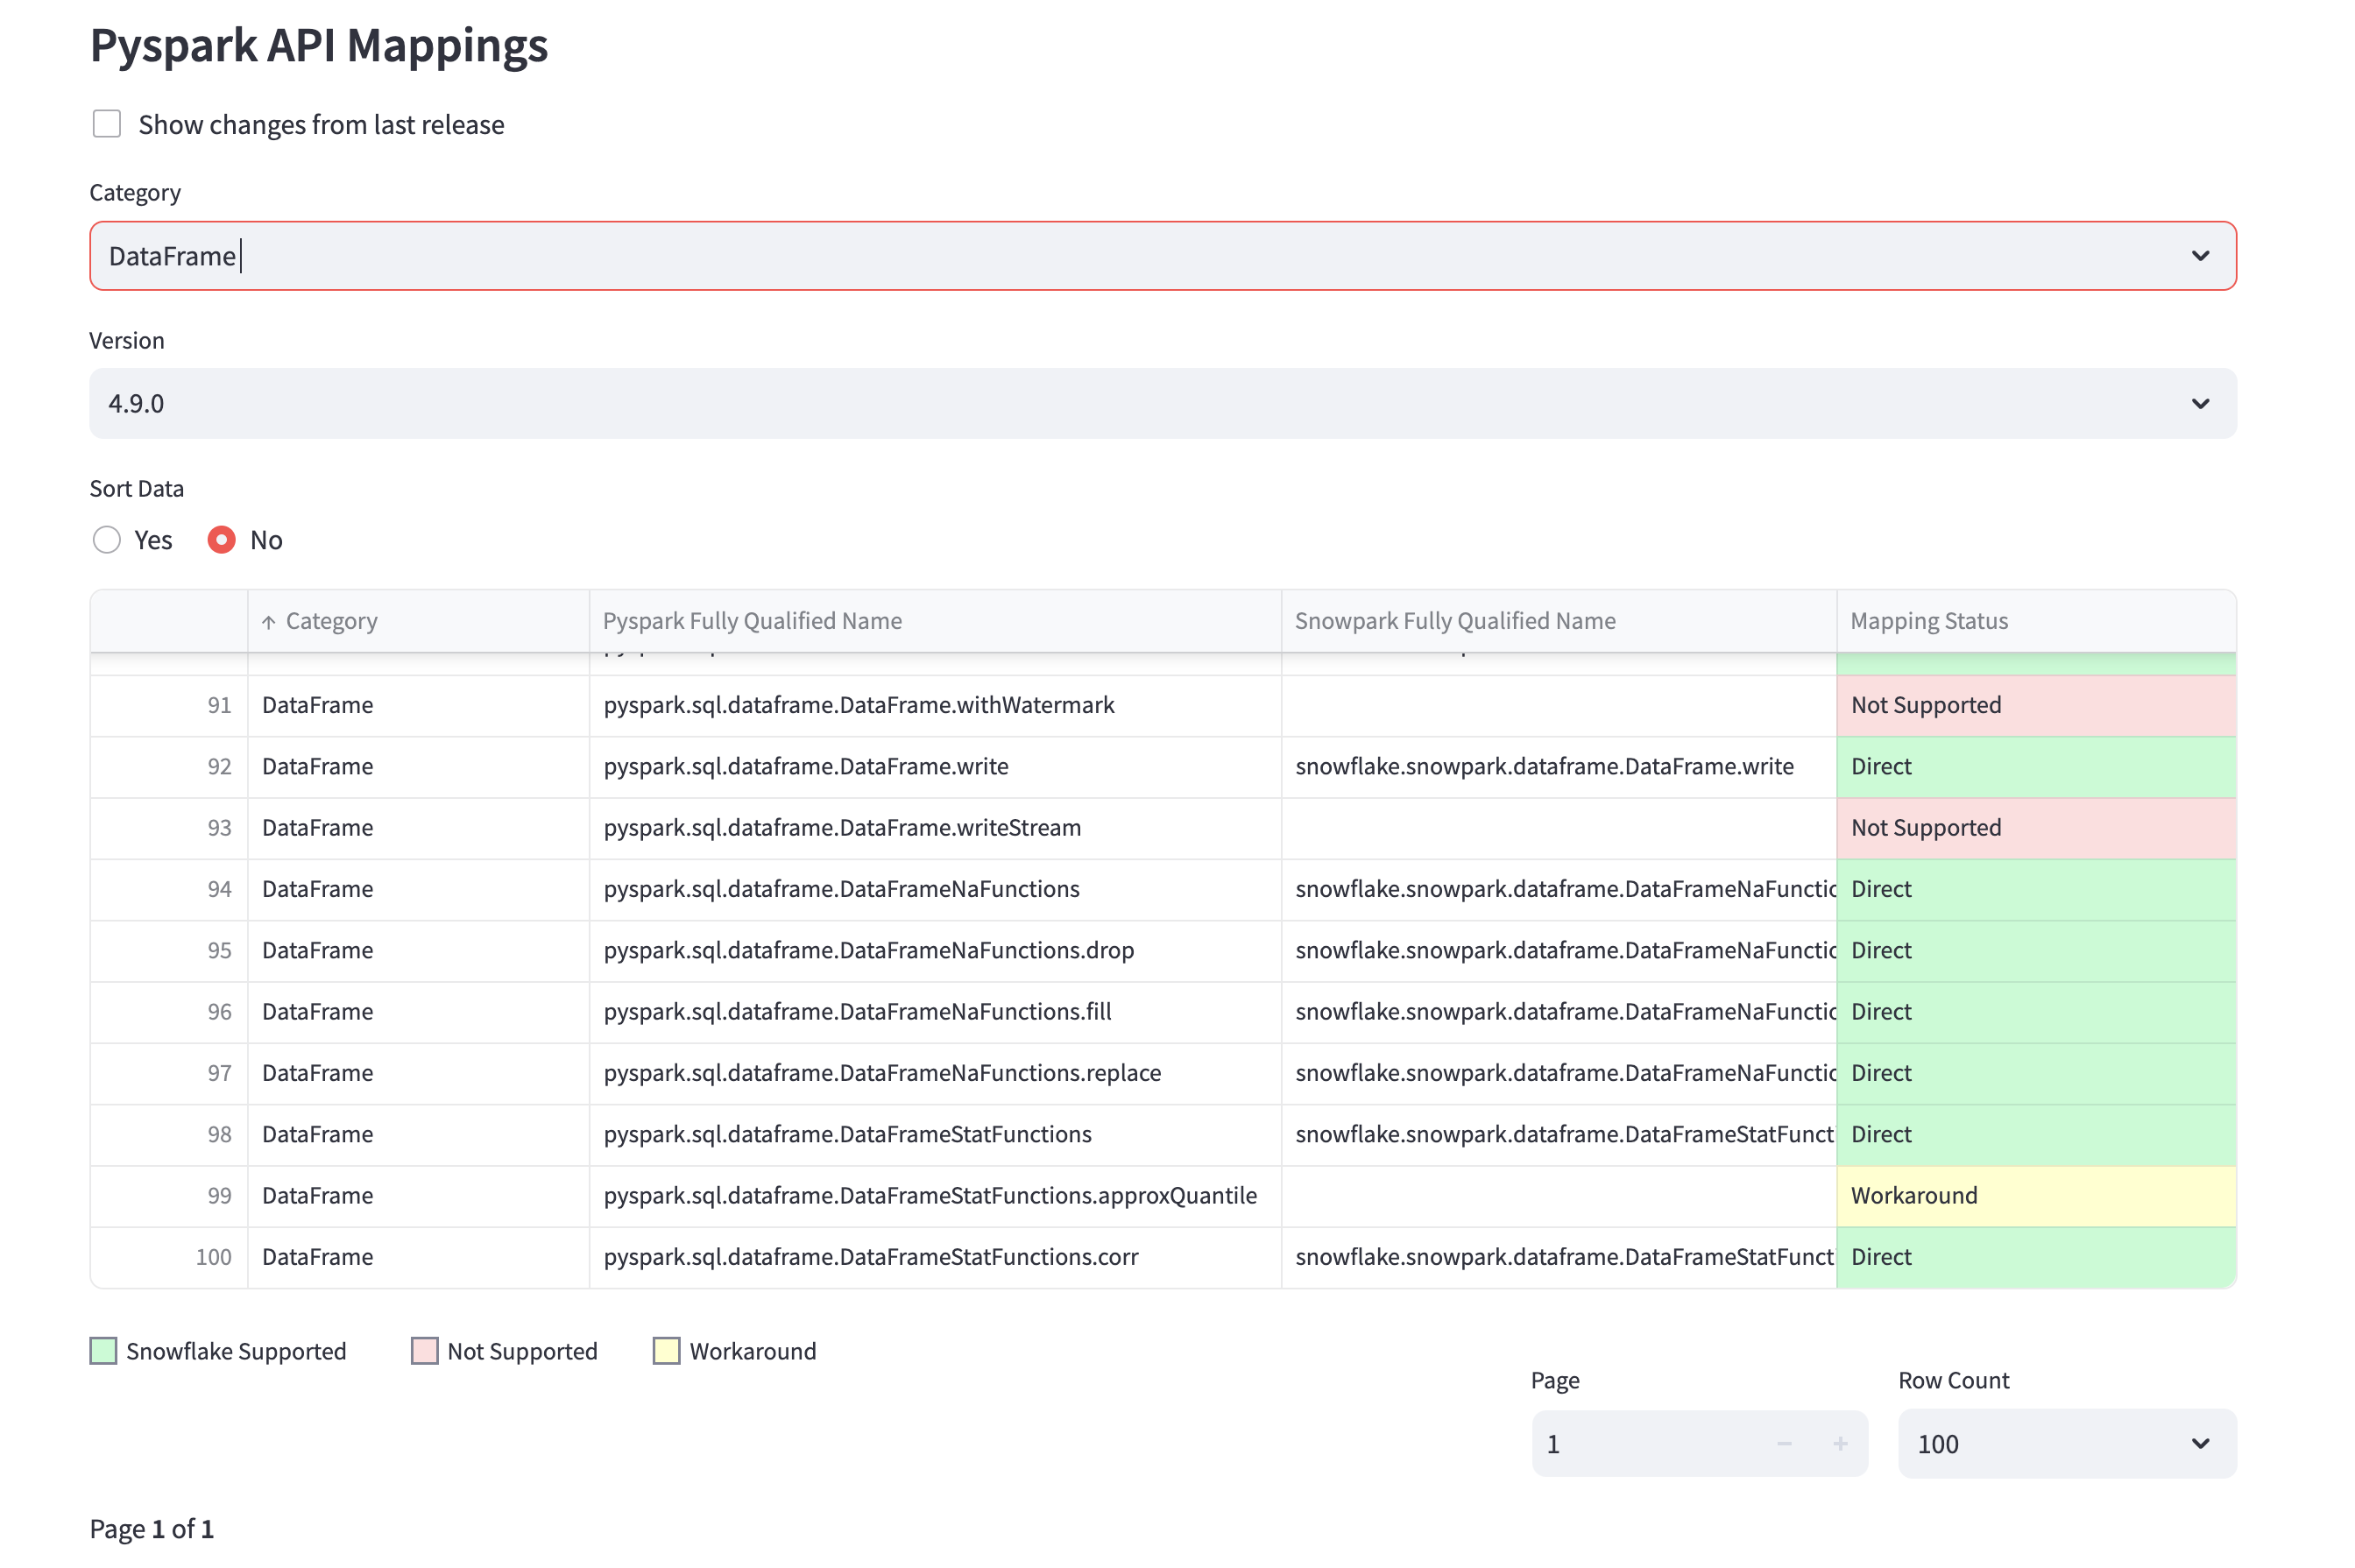 Pyspark API Mappings
Show changes from last release
Category
DataFrame
Version
4.9.0
Sort Data
Yes No
Category Pyspark Fully Qualified Name Snowpark Fully Qualified Name Mapping Status
91 DataFrame pyspark.sql.dataframe.DataFrame.withWatermark Not Supported
92 DataFrame pyspark.sql.dataframe.DataFrame.write snowflake.snowpark.dataframe.DataFrame.write Direct
93 DataFrame pyspark.sql.dataframe.DataFrame.writeStream Not Supported
94 DataFrame pyspark.sql.dataframe.DataFrameNaFunctions snowflake.snowpark.dataframe.DataFrameNaFunctio Direct
95 DataFrame pyspark.sql.dataframe.DataFrameNaFunctions.drop snowflake.snowpark.dataframe.DataFrameNaFunctio Direct
96 DataFrame pyspark.sql.dataframe.DataFrameNaFunctions.fill snowflake.snowpark.dataframe.DataFrameNaFunctio Direct
97 DataFrame pyspark.sql.dataframe.DataFrameNaFunctions.replace snowflake.snowpark.dataframe.DataFrameNaFunctio Direct
98 DataFrame pyspark.sql.dataframe.DataFrameStatFunctions snowflake.snowpark.dataframe.DataFrameStatFunct Direct
99 DataFrame pyspark.sql.dataframe.DataFrameStatFunctions.approxQuantile Workaround
100 DataFrame pyspark.sql.dataframe.DataFrameStatFunctions.corr snowflake.snowpark.dataframe.DataFrameStatFunct Direct
Snowflake Supported Not Supported Workaround
Page Row Count
1 − + 100
Page 1 of 1